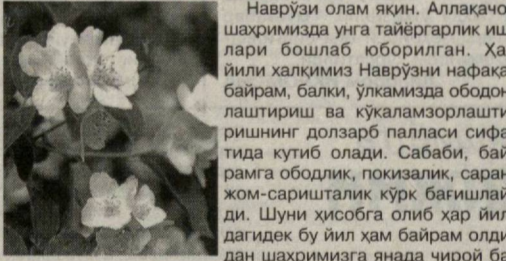 Наврўзи олам яқин. Аллақачо
шаҳримизда унга тайёргарлик иш
лари бошлаб юборилган. Ҳа
йили халқимиз Наврўзни нафақа
байрам, балки, ўлкамизда ободон
лаштириш ва кўкаламзорлашти
ришнинг долзарб палласи сифа
тида кутиб олади. Сабаби, бай
рамга ободлик, покизалик, саран
жом-саришталик кўрк бағишлай
ди. Шуни ҳисобга олиб ҳар йил
дагидек бу йил ҳам байрам олди
дан шаҳримизга янада чирой ба